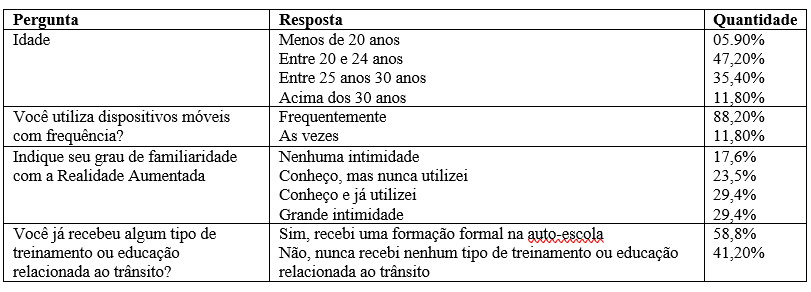 Pergunta Resposta Quantidade
Idade Menos de 20 anos 05.90%
Entre 20 e 24 anos 47,20%
Entre 25 anos 30 anos 35,40%
Acima dos 30 anos 11,80%
Você utiliza dispositivos móveis Frequentemente 88,20%
com frequência? As vezes 11,80%
Indique seu grau de familiaridade Nenhuma intimidade 17,6%
com a Realidade Aumentada Conheço, mas nunca utilizei 23,5%
Conheço e já utilizei 29,4%
Grande intimidade 29,4%
Você já recebeu algum tipo de Sim, recebi uma formação formal na auto-escola 58,8%
treinamento ou educação Não, nunca recebi nenhum tipo de treinamento ou educação 41,20%
relacionada ao trânsito? relacionada ao trânsito